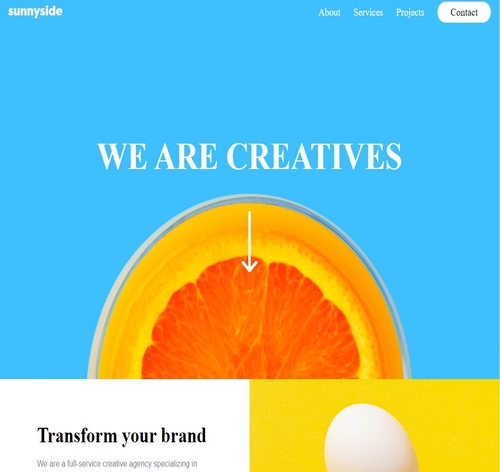 sunnyside
About Services Projects Contact
WE ARE CREATIVES
Transform your brand
We are a full-service creative agency specializing in